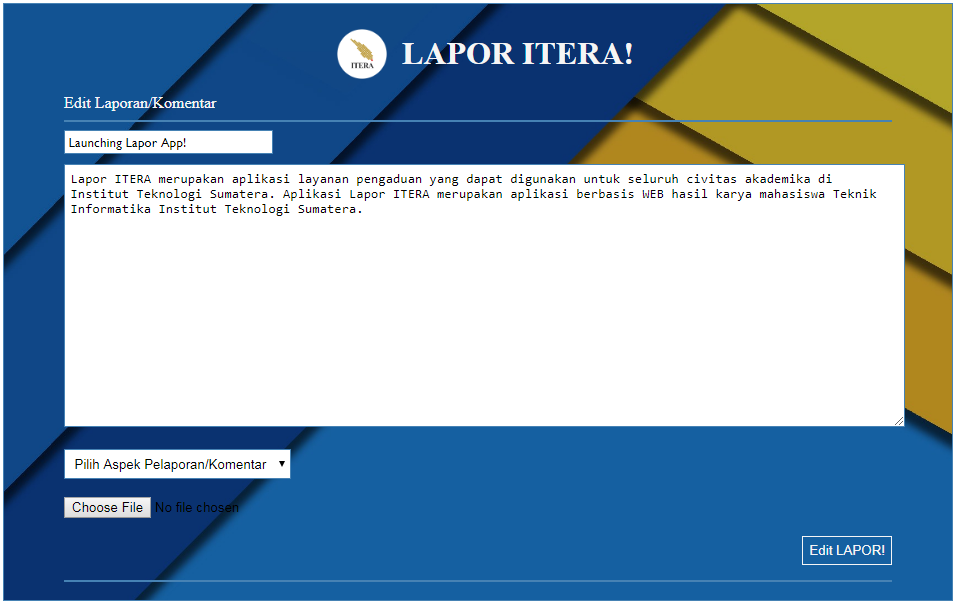 ITERA
LAPOR ITERA!
Edit Laporan/Komentar
Launching Lapor App!
Lapor ITERA merupakan aplikasi layanan pengaduan yang dapat digunakan untuk seluruh civitas akademika di
Institut Teknologi Sumatera. Aplikasi Lapor ITERA merupakan aplikasi berbasis WEB hasil karya mahasiswa Teknik
Informatika Institut Teknologi Sumatera.
Pilih Aspek Pelaporan/Komentar
Choose File No file chosen
Edit LAPOR!